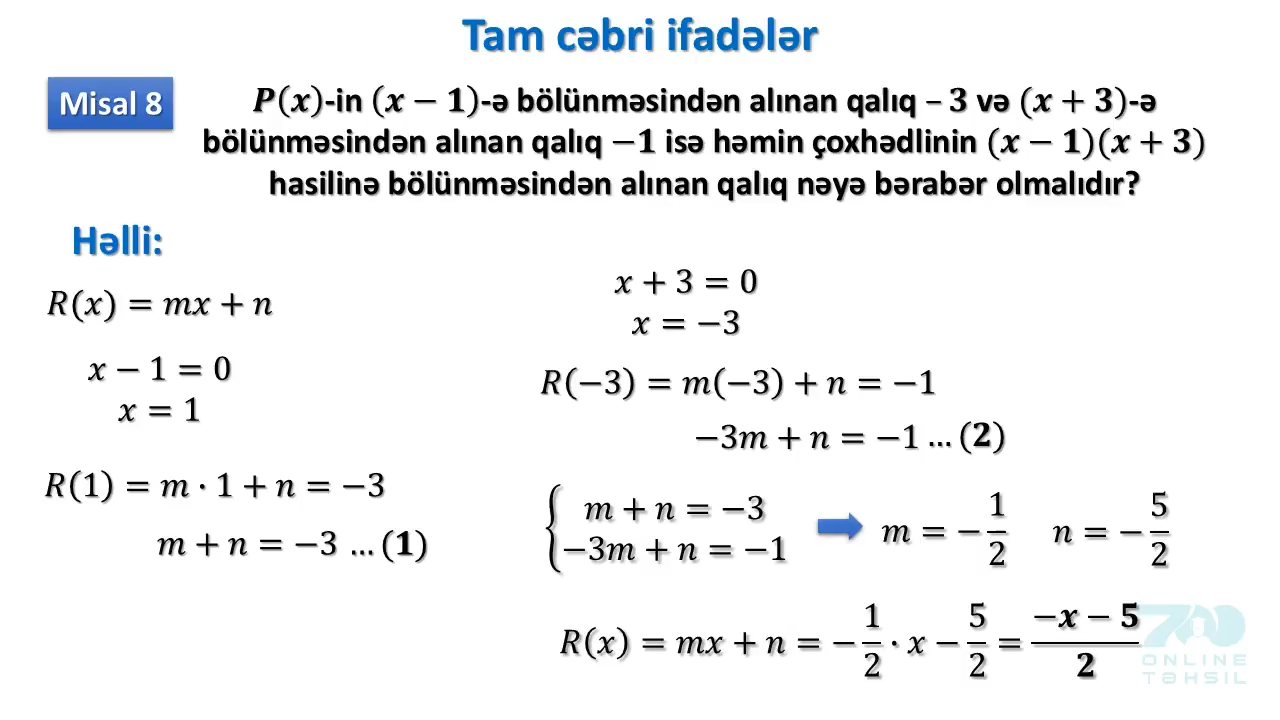 Tam cəbri ifadələr
Misal 8
P(x)-in (x − 1)-ə bölünməsindən alınan qalıq – 3 və (x + 3)-ə
bölünməsindən alınan qalıq −1 isə həmin çoxhədlinin (x − 1)(x + 3)
hasilinə bölünməsindən alınan qalıq nəyə bərabər olmalıdır?
Həlli:
R(x) = mx + n
x − 1 = 0
x = 1
R(1) = m · 1 + n = −3
m + n = −3 ... (1)
x + 3 = 0
x = −3
R(−3) = m(−3) + n = −1
−3m + n = −1 ... (2)
{ m + n = −3
−3m + n = −1
m = −1/2 n = −5/2
R(x) = mx + n = −1/2 · x − 5/2 = (−x − 5)/2
700
ONLINE
TƏHSİL